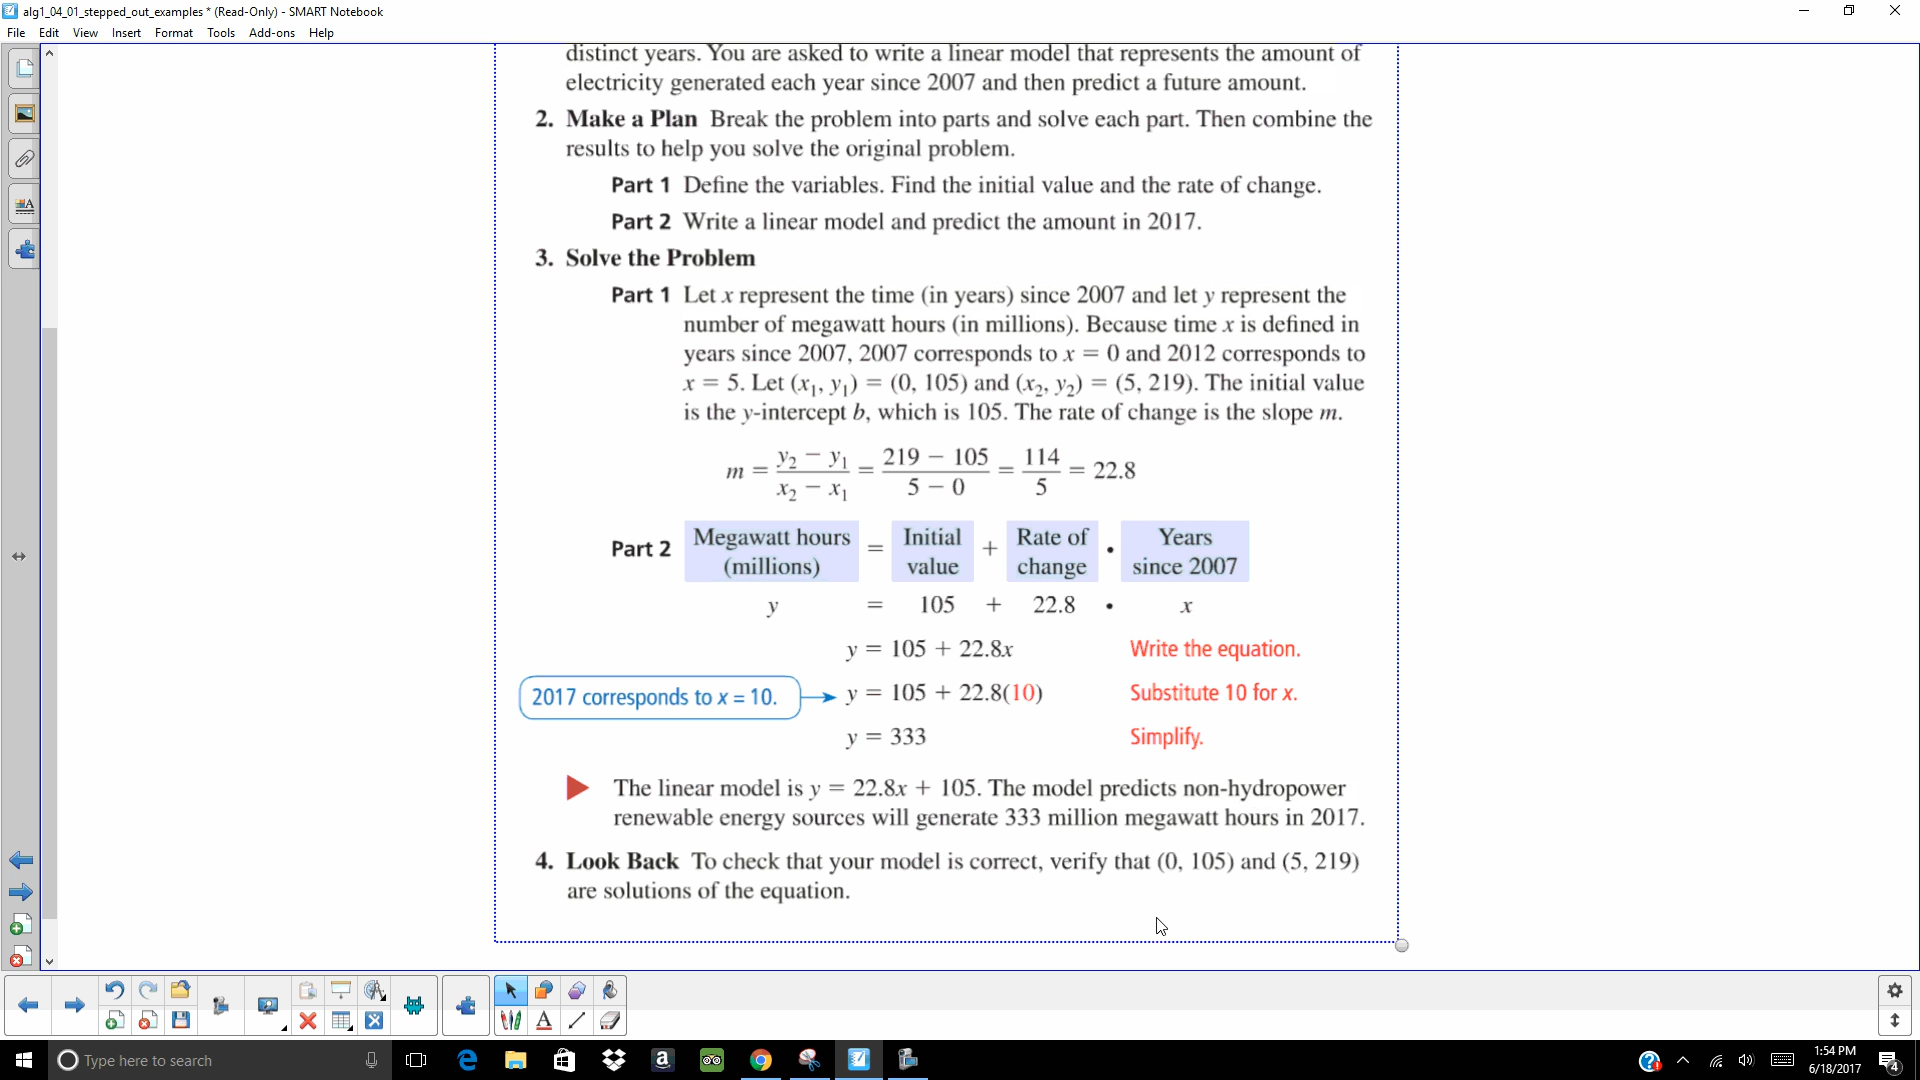 alg1_04_01_stepped_out_examples * (Read-Only) - SMART Notebook
File Edit View Insert Format Tools Add-ons Help
distinct years. You are asked to write a linear model that represents the amount of
electricity generated each year since 2007 and then predict a future amount.
2. Make a Plan Break the problem into parts and solve each part. Then combine the
results to help you solve the original problem.
Part 1 Define the variables. Find the initial value and the rate of change.
Part 2 Write a linear model and predict the amount in 2017.
3. Solve the Problem
Part 1 Let x represent the time (in years) since 2007 and let y represent the
number of megawatt hours (in millions). Because time x is defined in
years since 2007, 2007 corresponds to x = 0 and 2012 corresponds to
x = 5. Let (x₁, y₁) = (0, 105) and (x₂, y₂) = (5, 219). The initial value
is the y-intercept b, which is 105. The rate of change is the slope m.
m = (y₂ − y₁)/(x₂ − x₁) = (219 − 105)/(5 − 0) = 114/5 = 22.8
Part 2 Megawatt hours (millions) = Initial value + Rate of change • Years since 2007
y = 105 + 22.8 • x
y = 105 + 22.8x Write the equation.
2017 corresponds to x = 10. y = 105 + 22.8(10) Substitute 10 for x.
y = 333 Simplify.
The linear model is y = 22.8x + 105. The model predicts non-hydropower
renewable energy sources will generate 333 million megawatt hours in 2017.
4. Look Back To check that your model is correct, verify that (0, 105) and (5, 219)
are solutions of the equation.
Type here to search
1:54 PM
6/18/2017
4